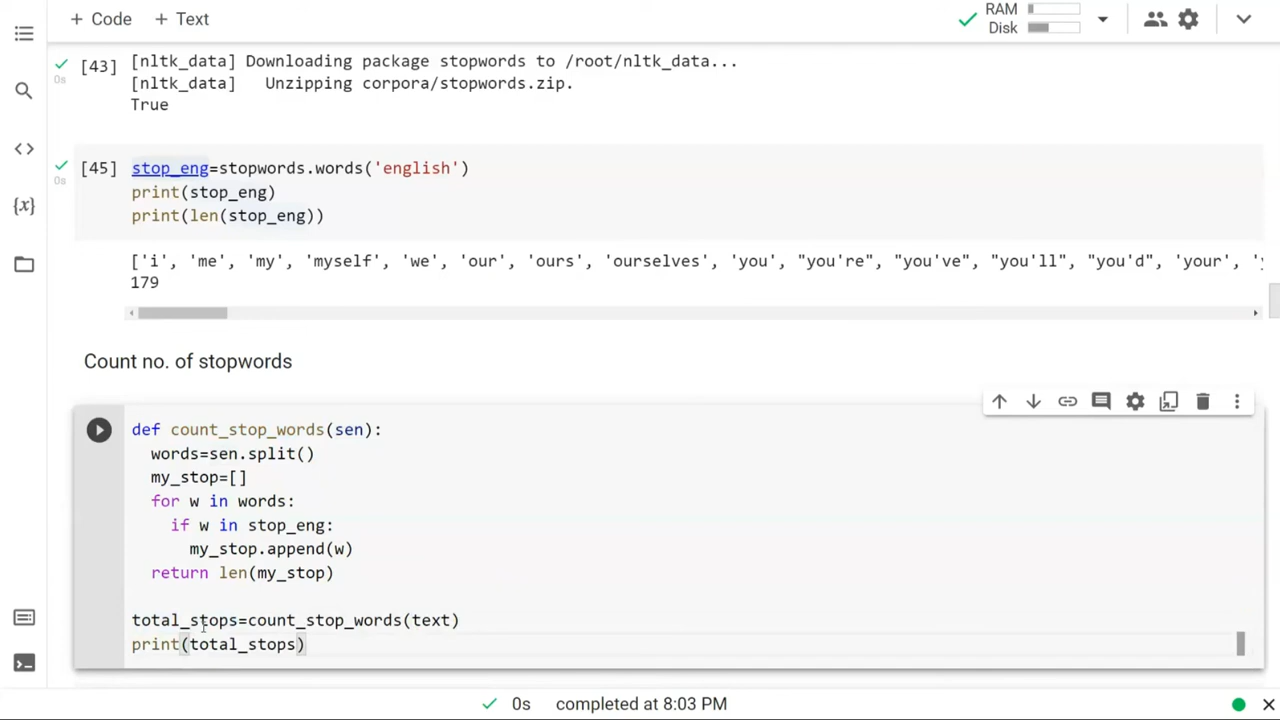 + Code + Text
RAM
Disk
[43]
[nltk_data] Downloading package stopwords to /root/nltk_data...
[nltk_data]   Unzipping corpora/stopwords.zip.
True
0s
[45]
stop_eng=stopwords.words('english')
print(stop_eng)
print(len(stop_eng))
0s
['i', 'me', 'my', 'myself', 'we', 'our', 'ours', 'ourselves', 'you', "you're", "you've", "you'll", "you'd", 'your',
179
Count no. of stopwords
def count_stop_words(sen):
  words=sen.split()
  my_stop=[]
  for w in words:
    if w in stop_eng:
      my_stop.append(w)
  return len(my_stop)
total_stops=count_stop_words(text)
print(total_stops)
{x}
0s completed at 8:03 PM